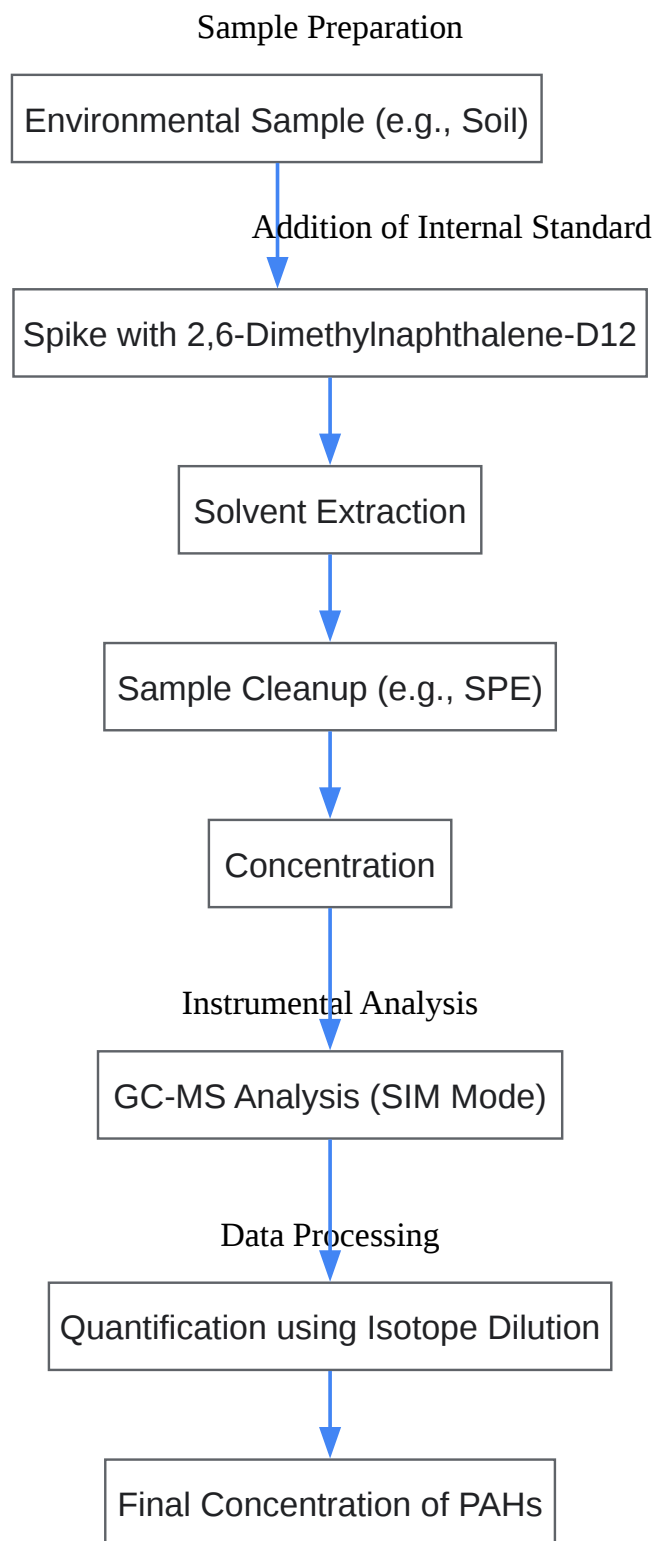 Sample Preparation
Environmental Sample (e.g., Soil)
Addition of Internal Standard
Spike with 2,6-Dimethylnaphthalene-D12
Solvent Extraction
Sample Cleanup (e.g., SPE)
Concentration
Instrumental Analysis
GC-MS Analysis (SIM Mode)
Data Processing
Quantification using Isotope Dilution
Final Concentration of PAHs